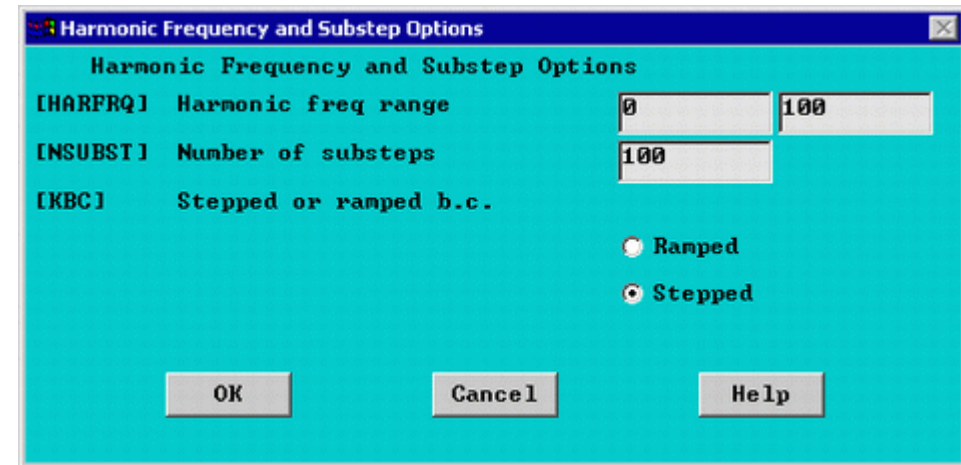 Harmonic Frequency and Substep Options
Harmonic Frequency and Substep Options
[HARFRQ] Harmonic freq range 0 100
[NSUBST] Number of substeps 100
[KBC] Stepped or ramped b.c.
Ramped
Stepped
OK Cancel Help